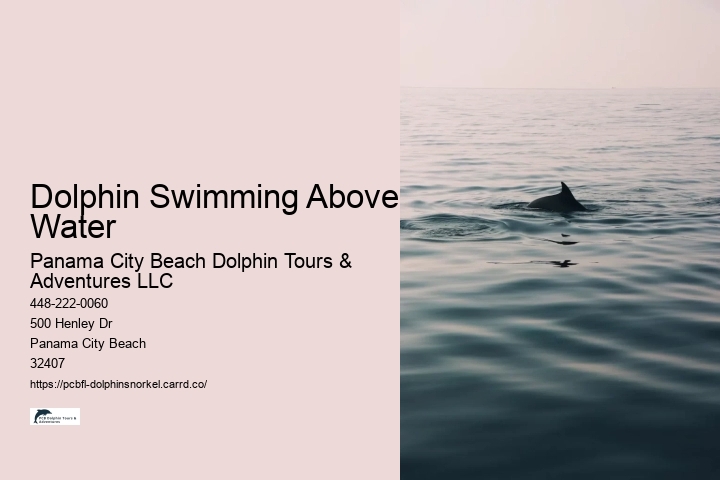 Dolphin Swimming Above
Water
Panama City Beach Dolphin Tours &
Adventures LLC
448-222-0060
500 Henley Dr
Panama City Beach
32407
https://pcbfl-dolphinsnorkel.carrd.co/
PCB Dolphin Tours &
Adventures